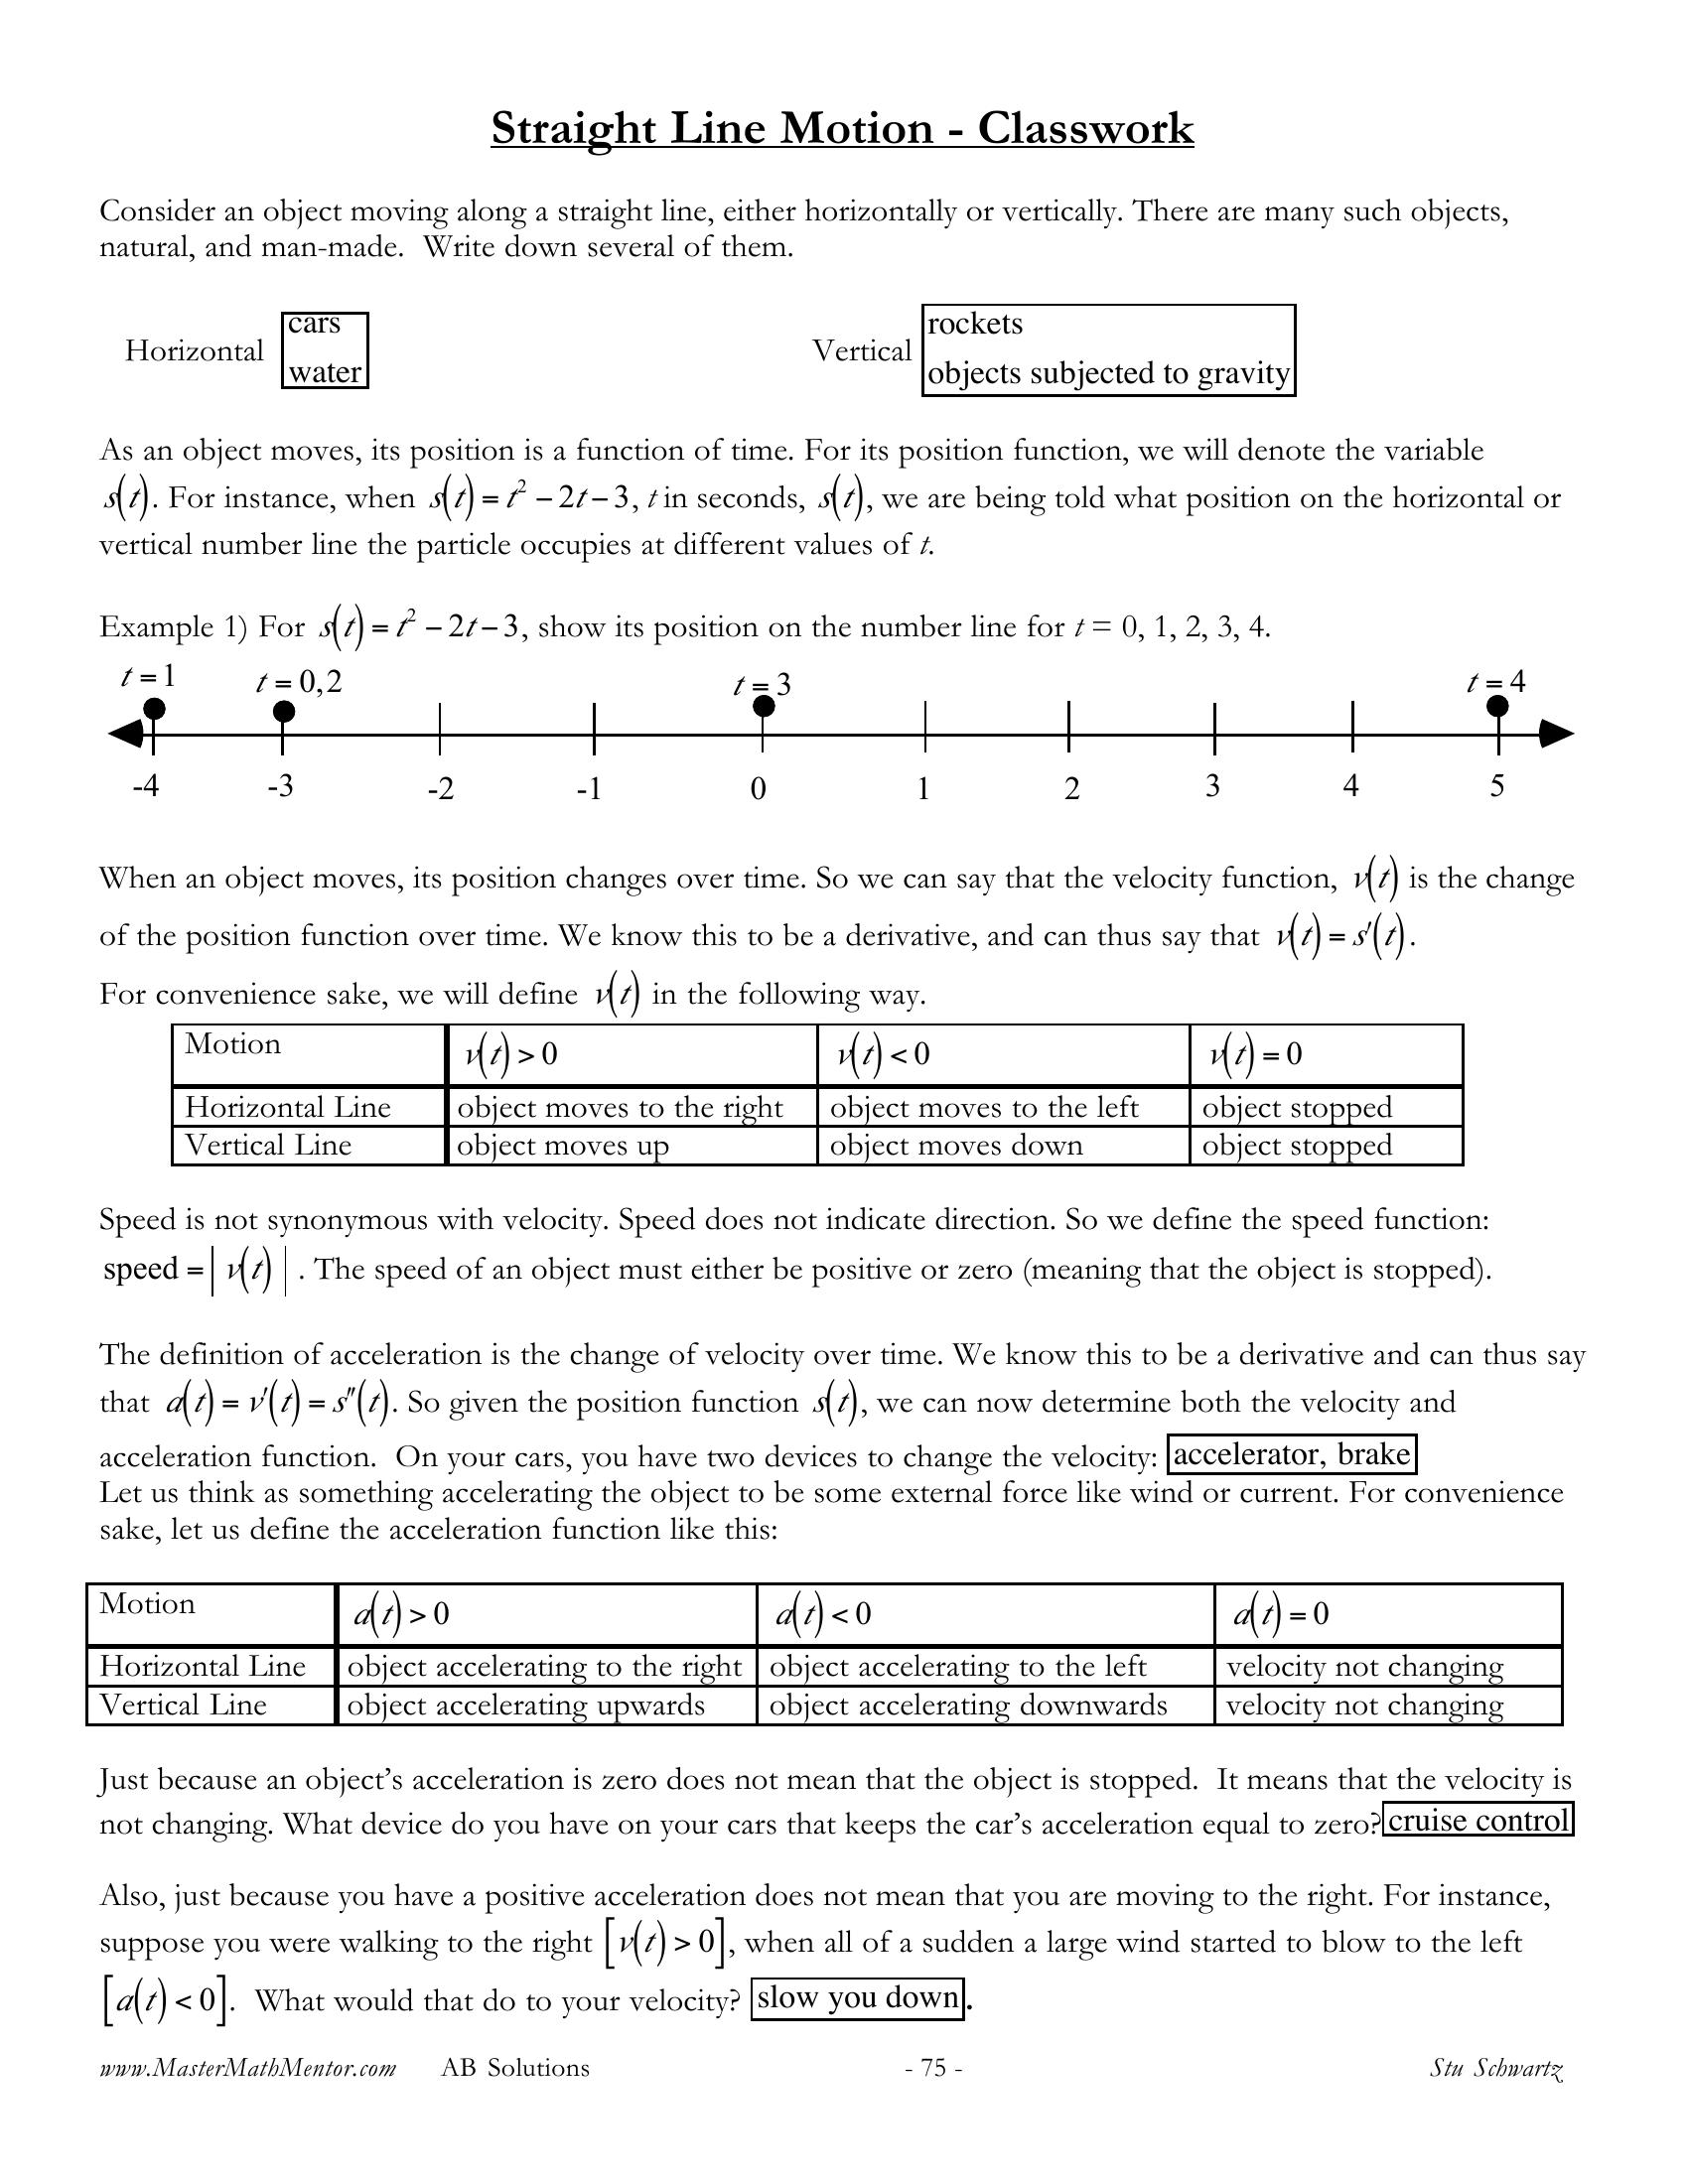 Straight Line Motion - Classwork
Consider an object moving along a straight line, either horizontally or vertically. There are many such objects,
natural, and man-made.  Write down several of them.
cars
rockets
Horizontal
Vertical
water
objects subjected to gravity
As an object moves, its position is a function of time. For its position function, we will denote the variable
s(t). For instance, when s(t) = t² − 2t − 3, t in seconds, s(t), we are being told what position on the horizontal or
vertical number line the particle occupies at different values of t.
Example 1) For s(t) = t² − 2t − 3, show its position on the number line for t = 0, 1, 2, 3, 4.
t = 1 t = 0,2 t = 3 t = 4
-4 -3 -2 -1 0 1 2 3 4 5
When an object moves, its position changes over time. So we can say that the velocity function, v(t) is the change
of the position function over time. We know this to be a derivative, and can thus say that v(t) = s′(t).
For convenience sake, we will define v(t) in the following way.
Motion v(t) > 0 v(t) < 0 v(t) = 0
Horizontal Line object moves to the right object moves to the left object stopped
Vertical Line object moves up object moves down object stopped
Speed is not synonymous with velocity. Speed does not indicate direction. So we define the speed function:
speed = | v(t) | . The speed of an object must either be positive or zero (meaning that the object is stopped).
The definition of acceleration is the change of velocity over time. We know this to be a derivative and can thus say
that a(t) = v′(t) = s″(t). So given the position function s(t), we can now determine both the velocity and
acceleration function.  On your cars, you have two devices to change the velocity: accelerator, brake
Let us think as something accelerating the object to be some external force like wind or current. For convenience
sake, let us define the acceleration function like this:
Motion a(t) > 0 a(t) < 0 a(t) = 0
Horizontal Line object accelerating to the right object accelerating to the left velocity not changing
Vertical Line object accelerating upwards object accelerating downwards velocity not changing
Just because an object’s acceleration is zero does not mean that the object is stopped.  It means that the velocity is
not changing. What device do you have on your cars that keeps the car’s acceleration equal to zero? cruise control
Also, just because you have a positive acceleration does not mean that you are moving to the right. For instance,
suppose you were walking to the right [v(t) > 0], when all of a sudden a large wind started to blow to the left
[a(t) < 0].  What would that do to your velocity? slow you down.
www.MasterMathMentor.com AB Solutions - 75 - Stu Schwartz